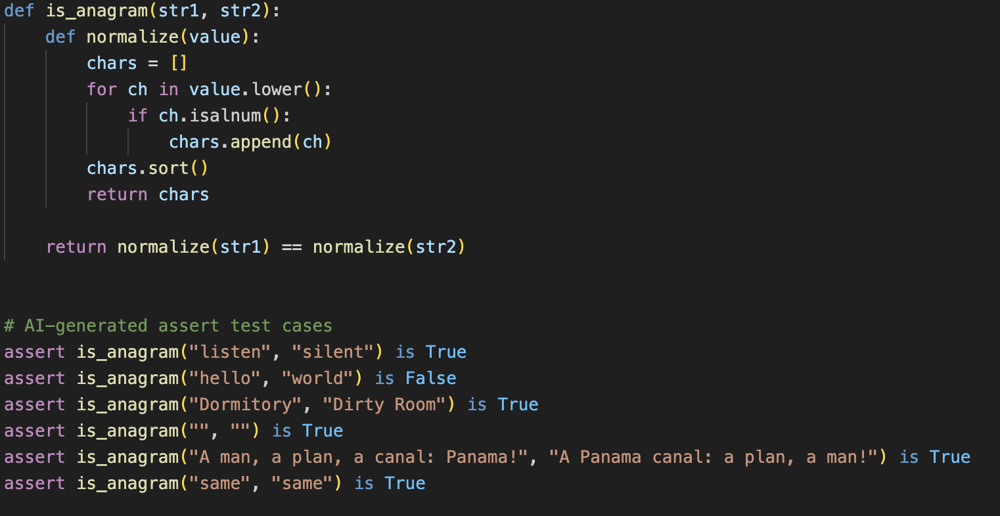 def is_anagram(str1, str2):
    def normalize(value):
        chars = []
        for ch in value.lower():
            if ch.isalnum():
                chars.append(ch)
        chars.sort()
        return chars

    return normalize(str1) == normalize(str2)


# AI-generated assert test cases
assert is_anagram("listen", "silent") is True
assert is_anagram("hello", "world") is False
assert is_anagram("Dormitory", "Dirty Room") is True
assert is_anagram("", "") is True
assert is_anagram("A man, a plan, a canal: Panama!", "A Panama canal: a plan, a man!") is True
assert is_anagram("same", "same") is True